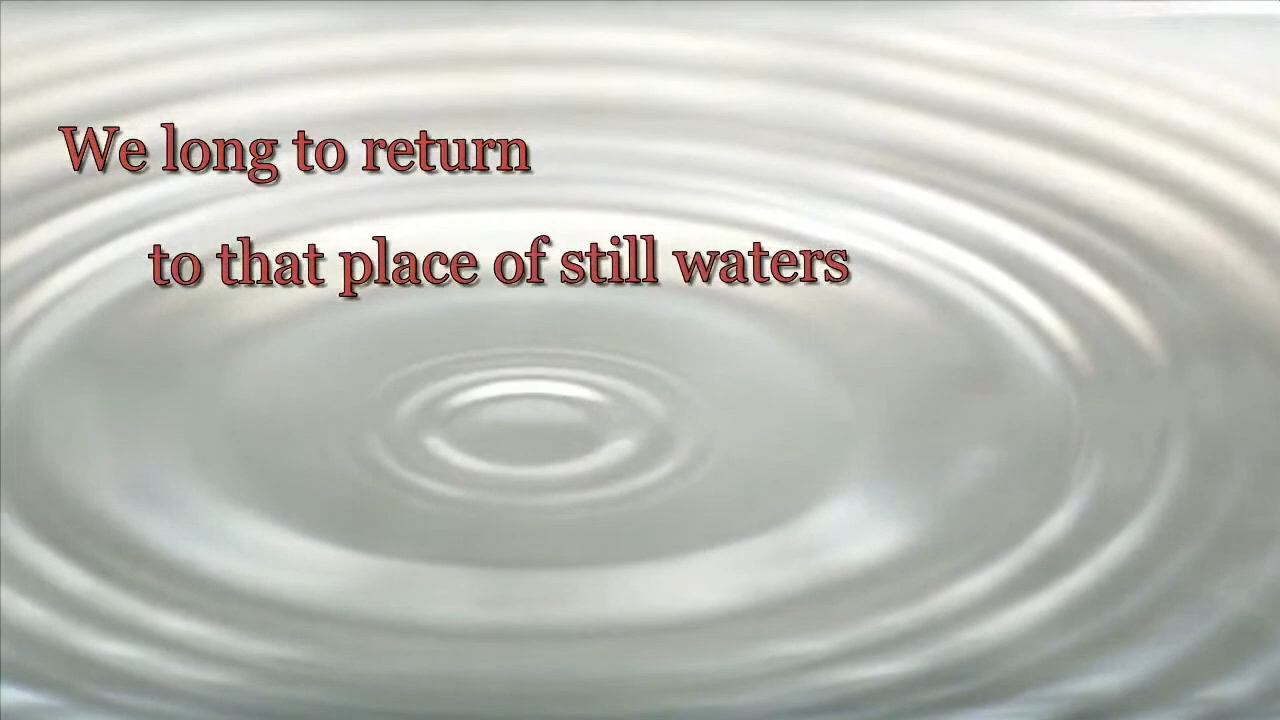 We long to return
to that place of still waters